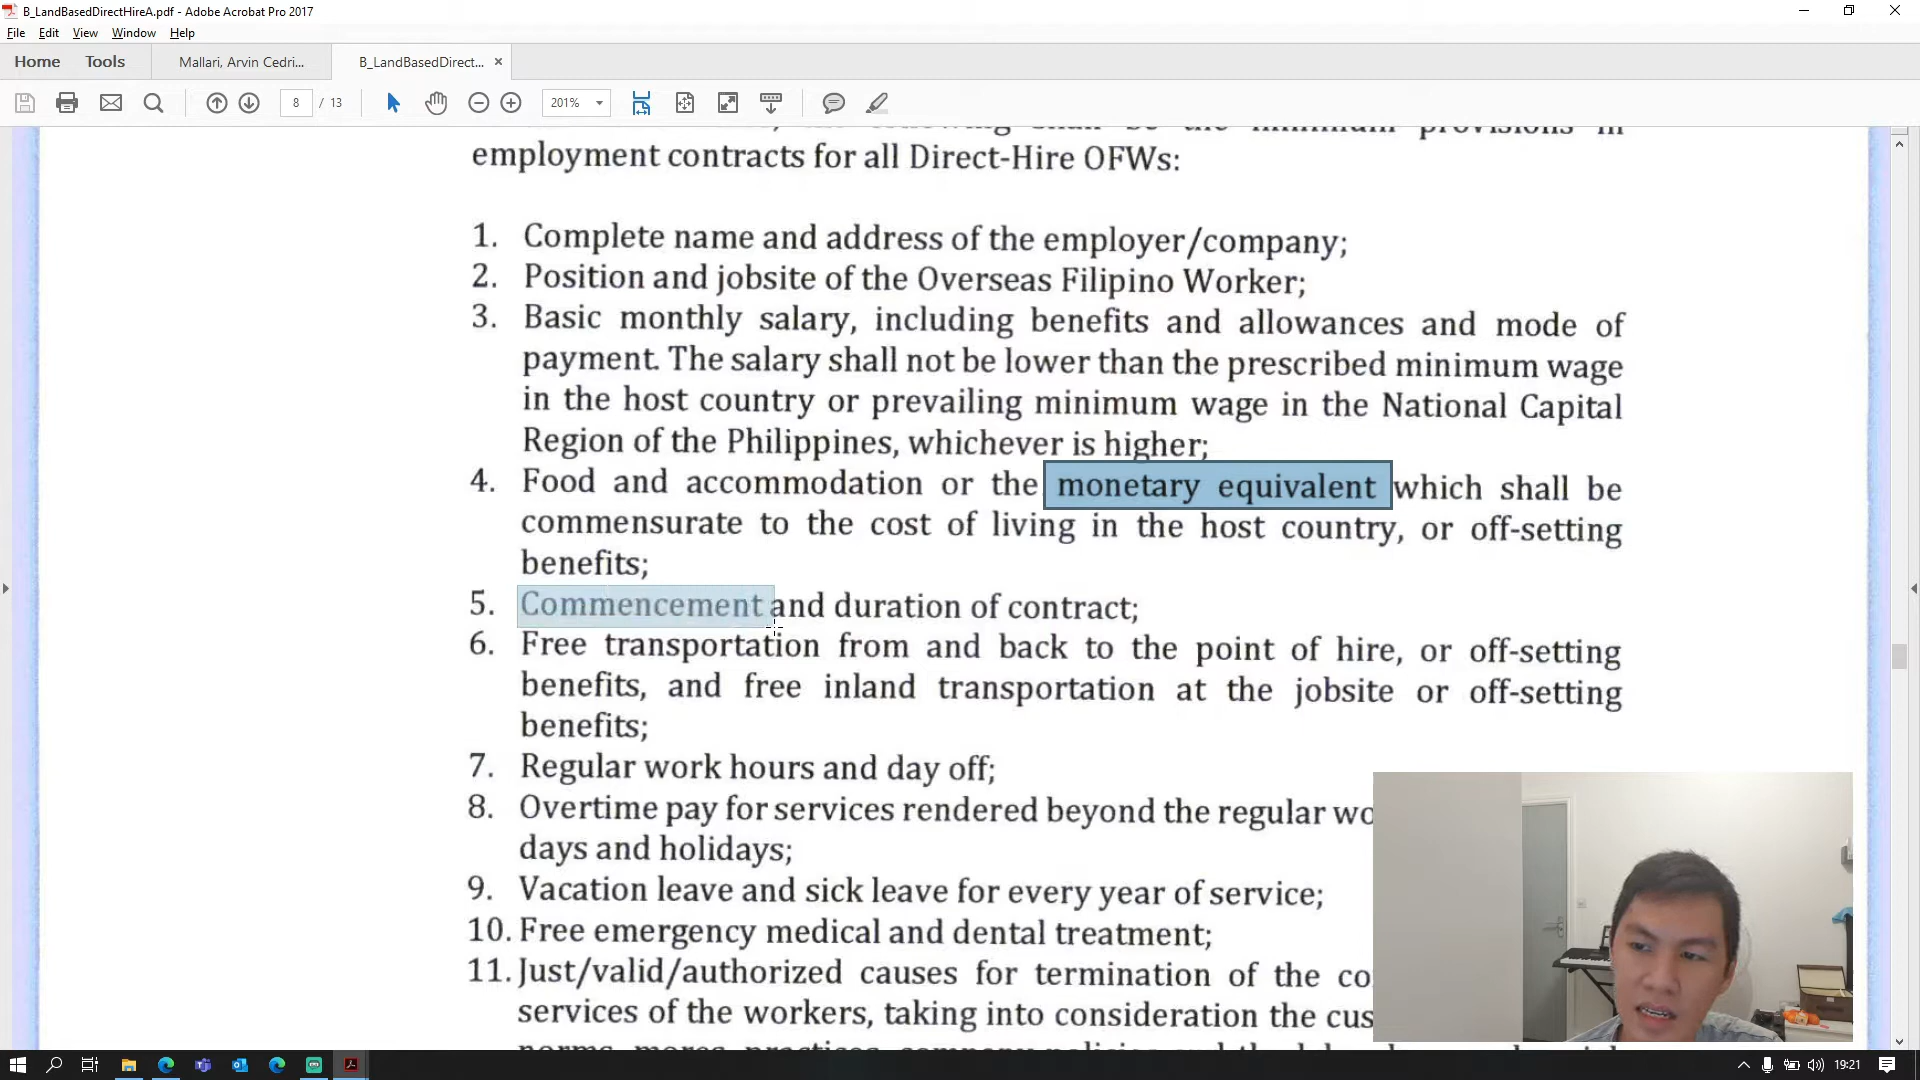 B_LandBasedDirectHireA.pdf - Adobe Acrobat Pro 2017
File Edit View Window Help
Home Tools Mallari, Arvin Cedri... B_LandBasedDirect... ×
8 / 13 201%
employment contracts for all Direct-Hire OFWs:
1. Complete name and address of the employer/company;
2. Position and jobsite of the Overseas Filipino Worker;
3. Basic monthly salary, including benefits and allowances and mode of
payment. The salary shall not be lower than the prescribed minimum wage
in the host country or prevailing minimum wage in the National Capital
Region of the Philippines, whichever is higher;
4. Food and accommodation or the monetary equivalent which shall be
commensurate to the cost of living in the host country, or off-setting
benefits;
5. Commencement and duration of contract;
6. Free transportation from and back to the point of hire, or off-setting
benefits, and free inland transportation at the jobsite or off-setting
benefits;
7. Regular work hours and day off;
8. Overtime pay for services rendered beyond the regular wo
days and holidays;
9. Vacation leave and sick leave for every year of service;
10. Free emergency medical and dental treatment;
11. Just/valid/authorized causes for termination of the co
services of the workers, taking into consideration the cus
19:21